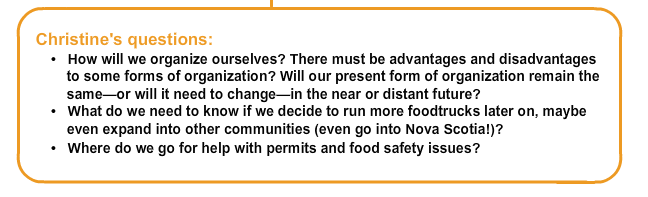 Christine's questions:
• How will we organize ourselves? There must be advantages and disadvantages
to some forms of organization? Will our present form of organization remain the
same—or will it need to change—in the near or distant future?
• What do we need to know if we decide to run more foodtrucks later on, maybe
even expand into other communities (even go into Nova Scotia!)?
• Where do we go for help with permits and food safety issues?